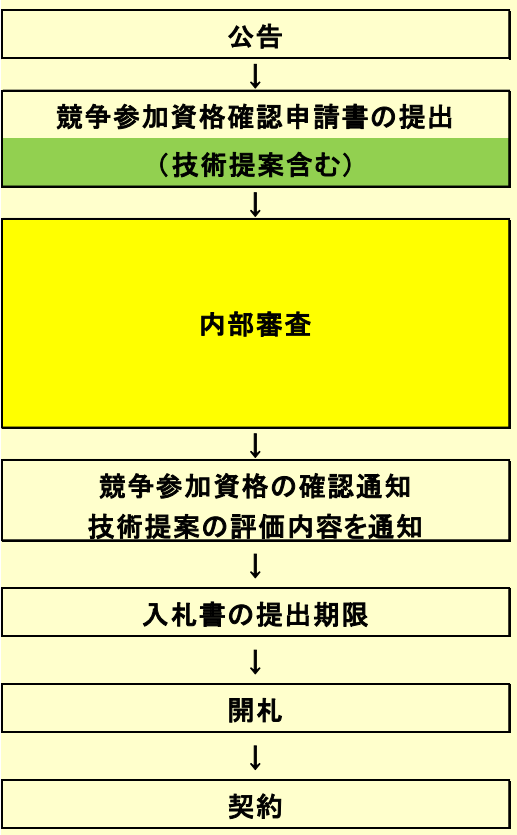 公告
↓
競争参加資格確認申請書の提出
（技術提案含む）
↓
内部審査
↓
競争参加資格の確認通知
技術提案の評価内容を通知
↓
入札書の提出期限
↓
開札
↓
契約